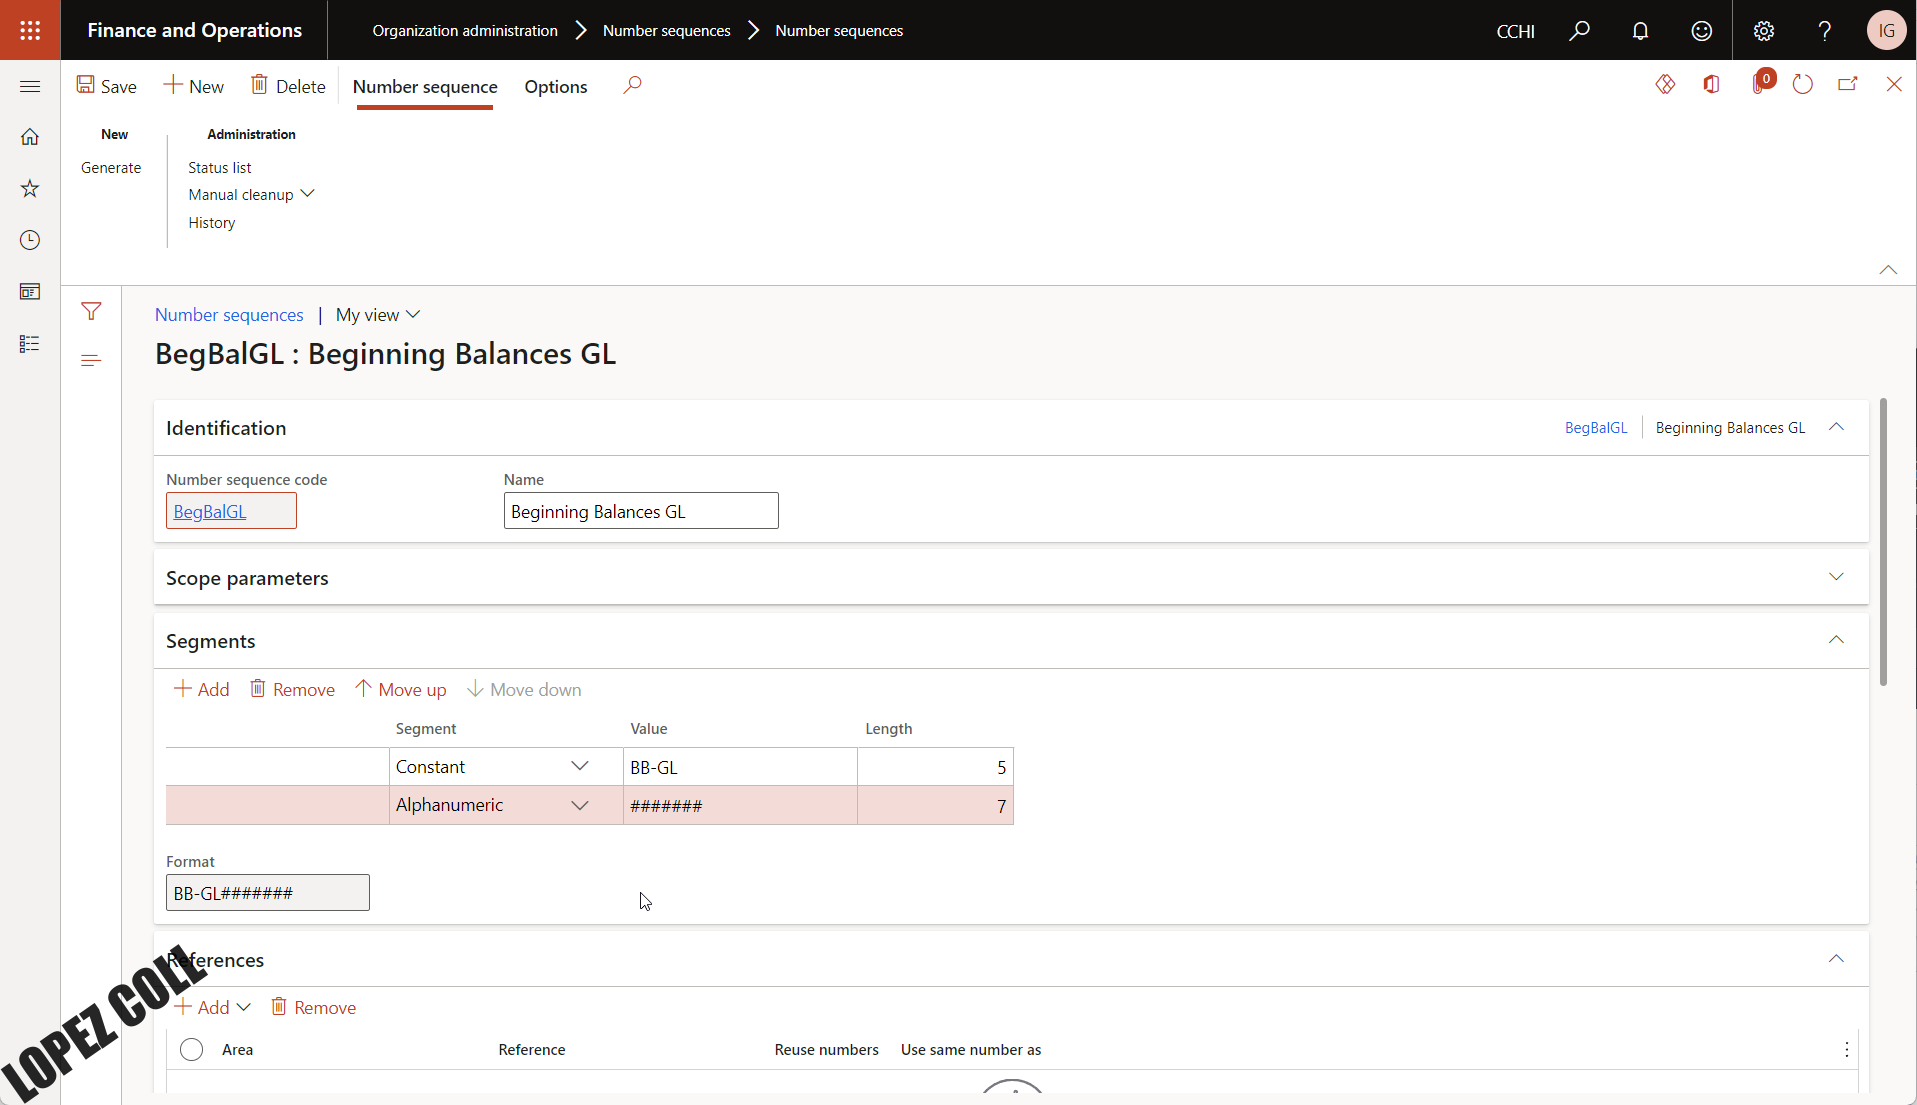 Finance and Operations
Organization administration
Number sequences
Number sequences
CCHI
?
IG
Save
New
Delete
Number sequence
Options
0
New
Administration
Generate
Status list
Manual cleanup
History
Number sequences | My view
BegBalGL : Beginning Balances GL
Identification
BegBalGL
Beginning Balances GL
Number sequence code
Name
BegBalGL
Beginning Balances GL
Scope parameters
Segments
Add
Remove
Move up
Move down
Segment
Value
Length
Constant
BB-GL
5
Alphanumeric
#######
7
Format
BB-GL#######
References
Add
Remove
Area
Reference
Reuse numbers
Use same number as
LOPEZ COLL